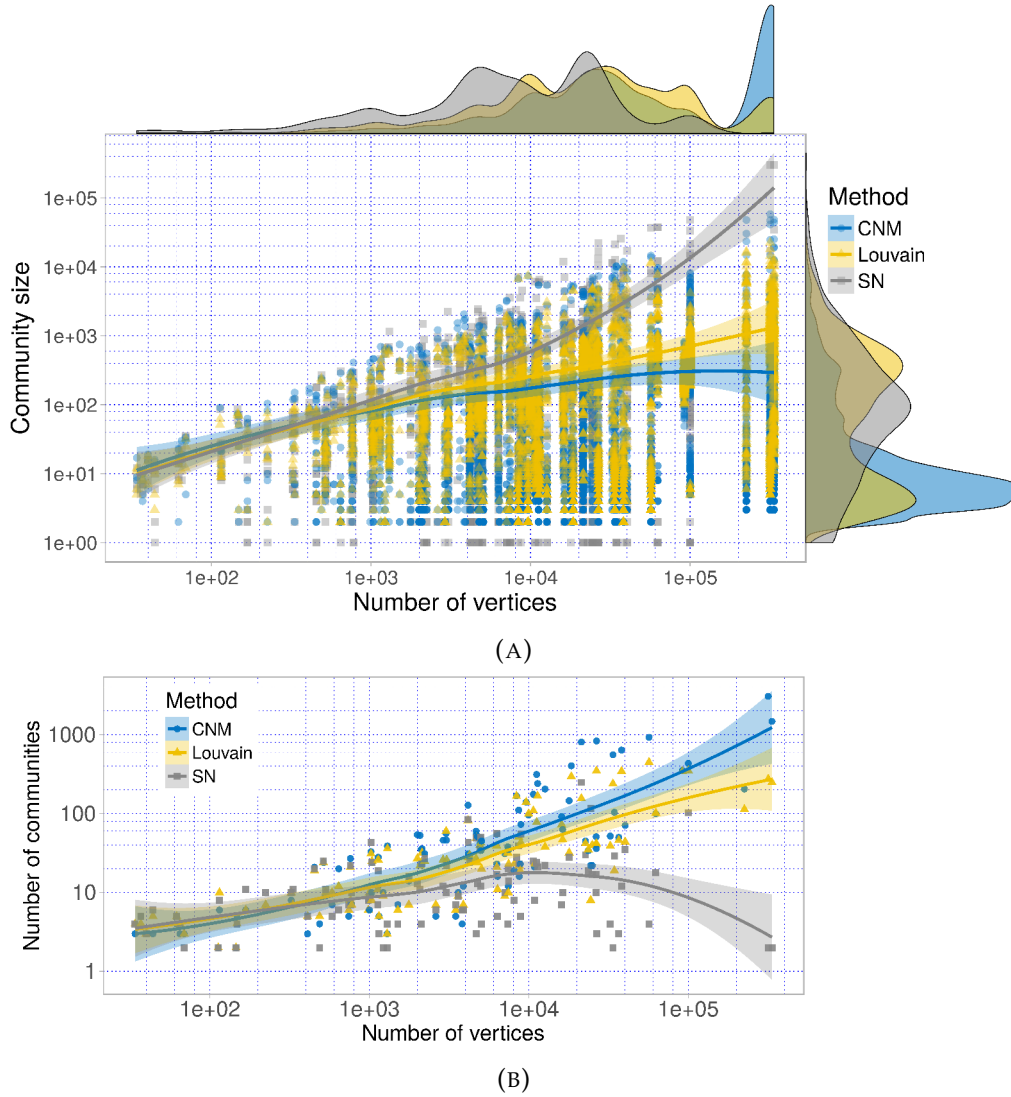 1e+05
1e+04
1e+03
1e+02
1e+01
1e+00
Community size
1e+02 1e+03 1e+04 1e+05
Number of vertices
Method
CNM
Louvain
SN
(A)
Method
CNM
Louvain
SN
1000
100
10
1
Number of communities
1e+02 1e+03 1e+04 1e+05
Number of vertices
(B)